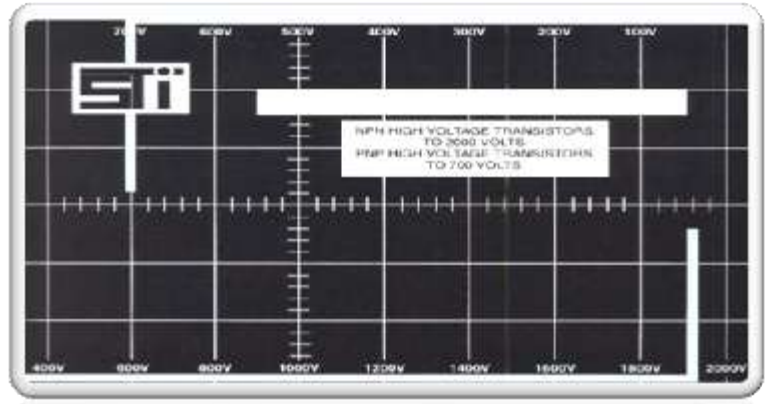 700V 600V 500V 400V 300V 200V 100V
STi
NPN HIGH VOLTAGE TRANSISTORS
TO 2000 VOLTS
PNP HIGH VOLTAGE TRANSISTORS
TO 700 VOLTS
400V 600V 800V 1000V 1200V 1400V 1600V 1800V 2000V